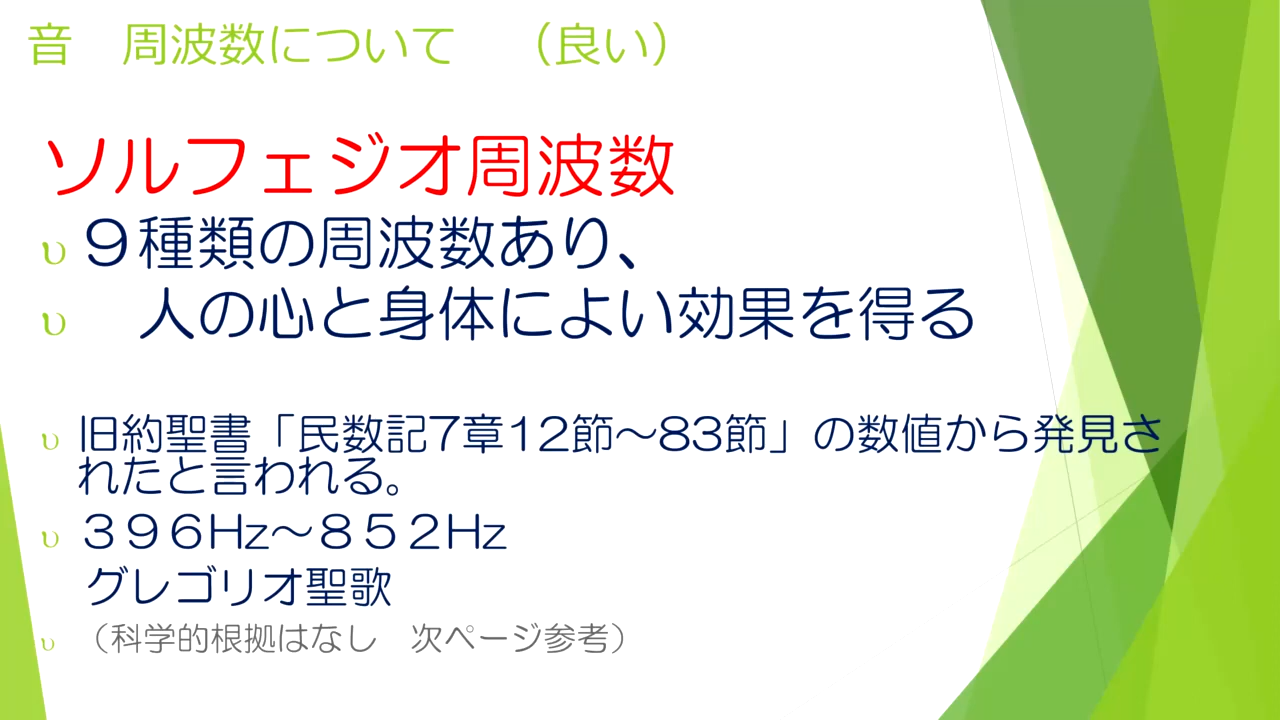 音　周波数について　（良い）
ソルフェジオ周波数
υ ９種類の周波数あり、
υ 　人の心と身体によい効果を得る
υ 旧約聖書「民数記7章12節～83節」の数値から発見さ
れたと言われる。
υ ３９６Hz～８５２Hz
グレゴリオ聖歌
υ （科学的根拠はなし　次ページ参考）